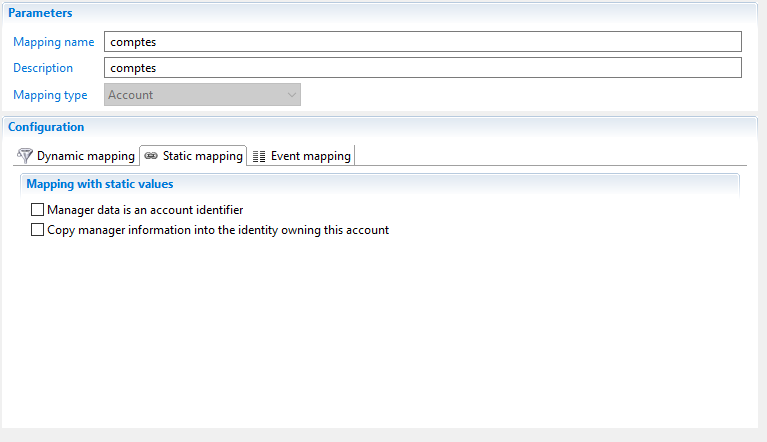 Parameters
Mapping name comptes
Description comptes
Mapping type Account
Configuration
Dynamic mapping Static mapping Event mapping
Mapping with static values
Manager data is an account identifier
Copy manager information into the identity owning this account